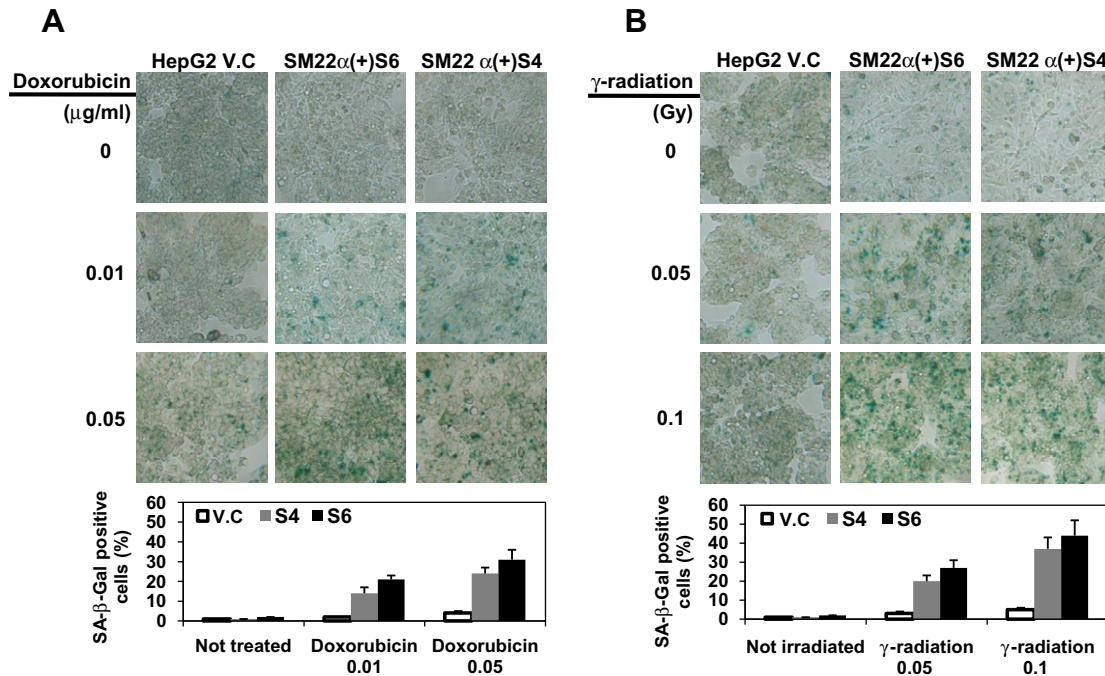 A
HepG2 V.C SM22α(+)S6 SM22 α(+)S4
Doxorubicin
(μg/ml)
0
0.01
0.05
SA-β-Gal positive
cells (%)
60
50
40
30
20
10
0
V.C S4 S6
Not treated Doxorubicin Doxorubicin
0.01 0.05
B
HepG2 V.C SM22α(+)S6 SM22 α(+)S4
γ-radiation
(Gy)
0
0.05
0.1
SA-β-Gal positive
cells (%)
60
50
40
30
20
10
0
V.C S4 S6
Not irradiated γ-radiation γ-radiation
0.05 0.1